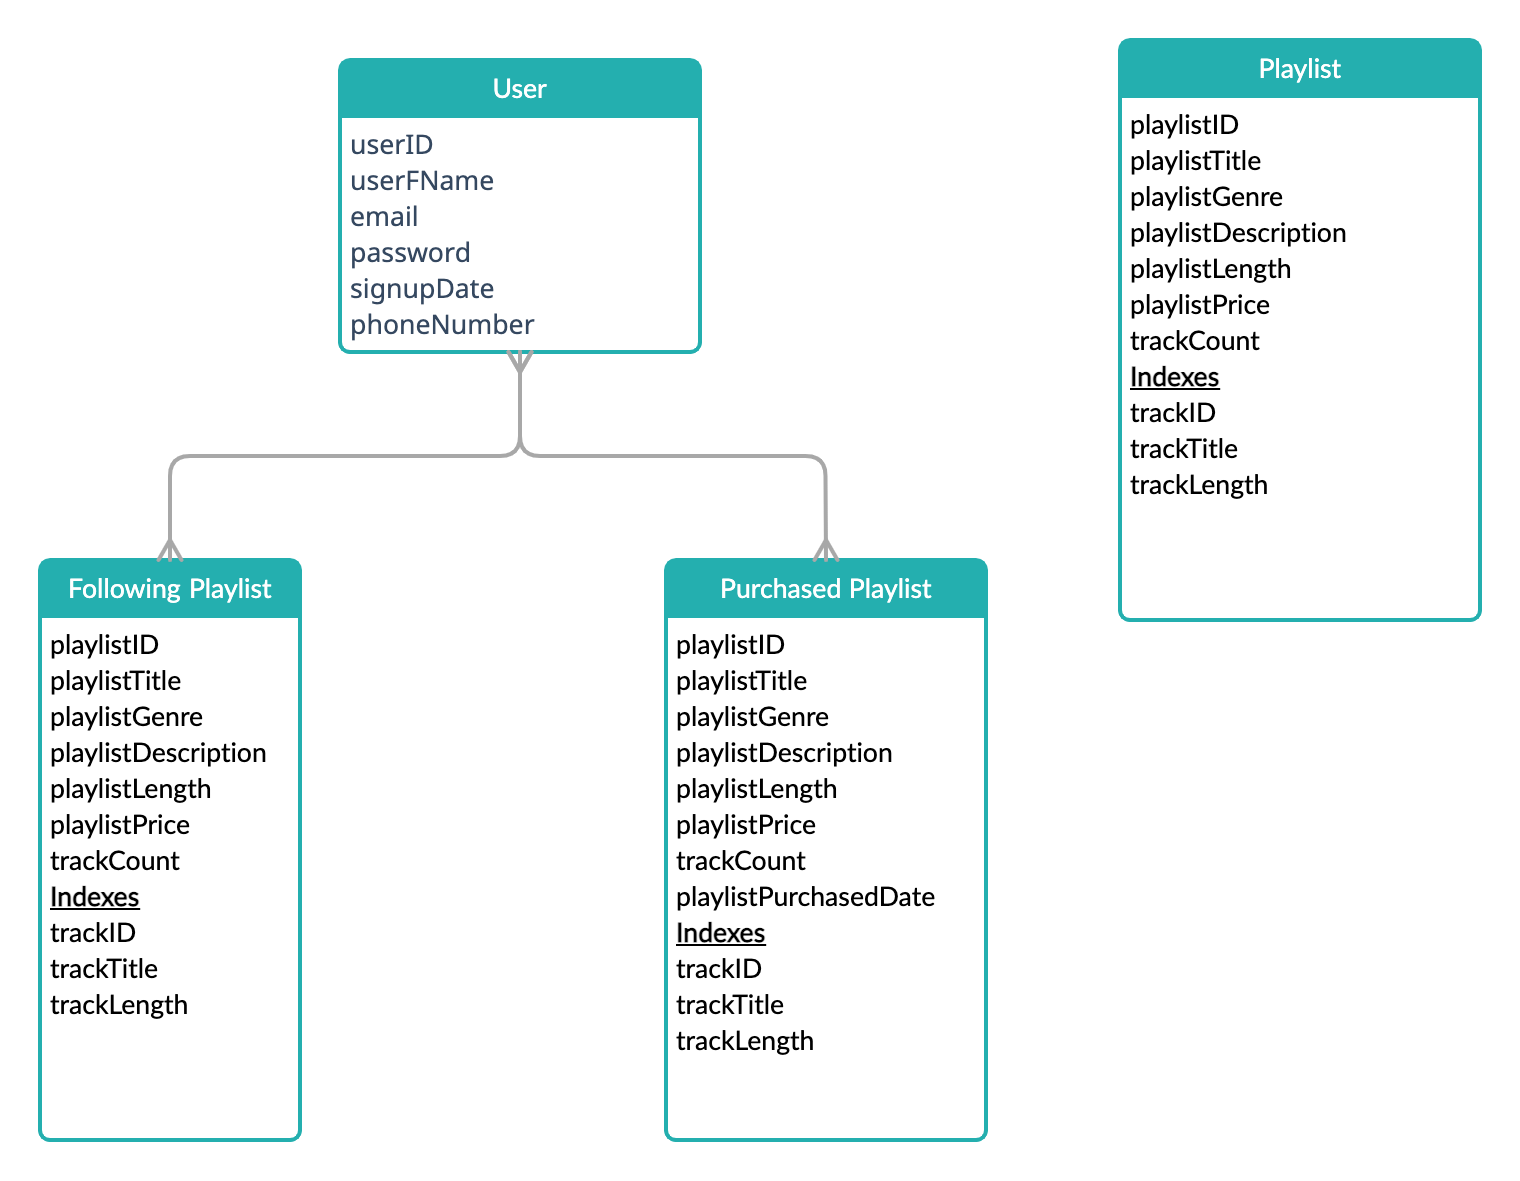 User
userID
userFName
email
password
signupDate
phoneNumber
Playlist
playlistID
playlistTitle
playlistGenre
playlistDescription
playlistLength
playlistPrice
trackCount
Indexes
trackID
trackTitle
trackLength
Following Playlist
playlistID
playlistTitle
playlistGenre
playlistDescription
playlistLength
playlistPrice
trackCount
Indexes
trackID
trackTitle
trackLength
Purchased Playlist
playlistID
playlistTitle
playlistGenre
playlistDescription
playlistLength
playlistPrice
trackCount
playlistPurchasedDate
Indexes
trackID
trackTitle
trackLength